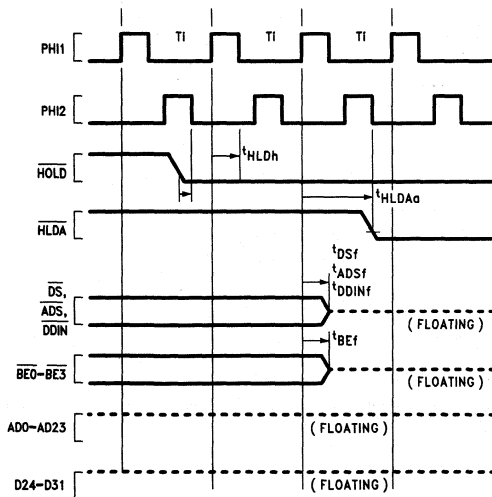 Ti Ti Ti
PHI1
PHI2
tHLDh
HOLD
tHLDAa
HLDA
tDSf
tADSf
tDDINf
DS,
ADS,
DDIN
(FLOATING)
tBEf
BE0-BE3
(FLOATING)
AD0-AD23
(FLOATING)
D24-D31
(FLOATING)